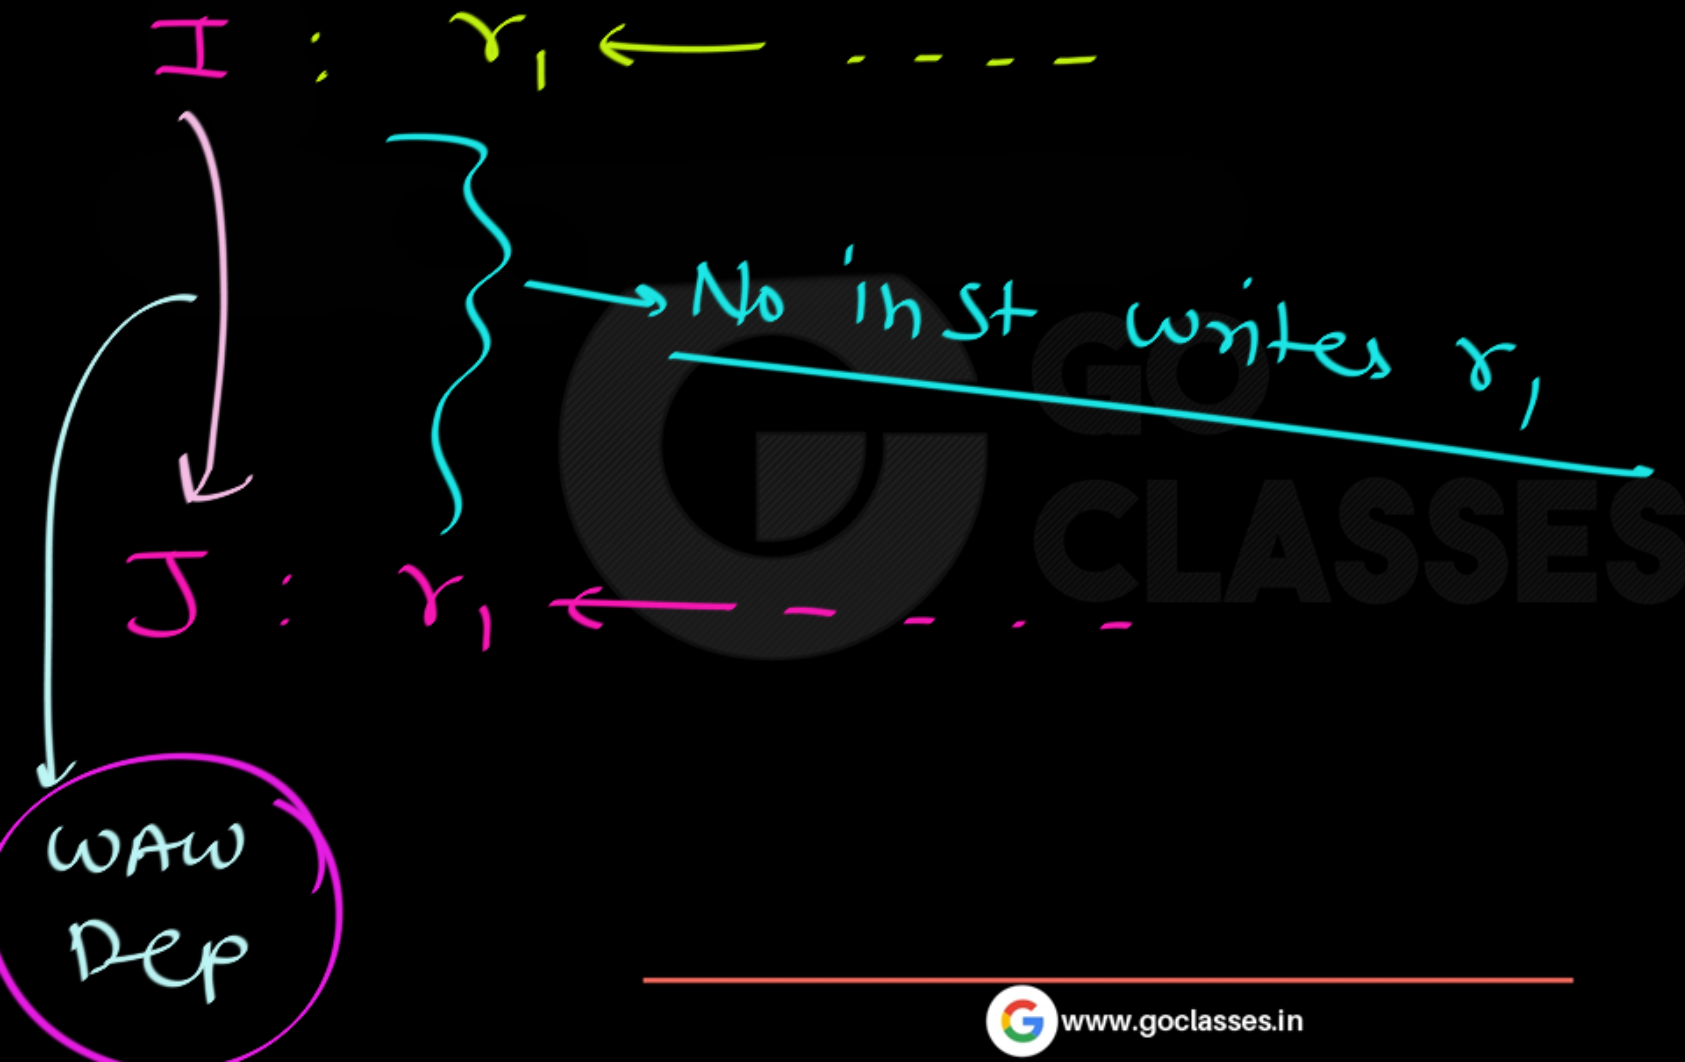 I : r1 ← - - - -
No inst writes r1
J : r1 ← - - - -
WAW
Dep
GO
CLASSES
www.goclasses.in